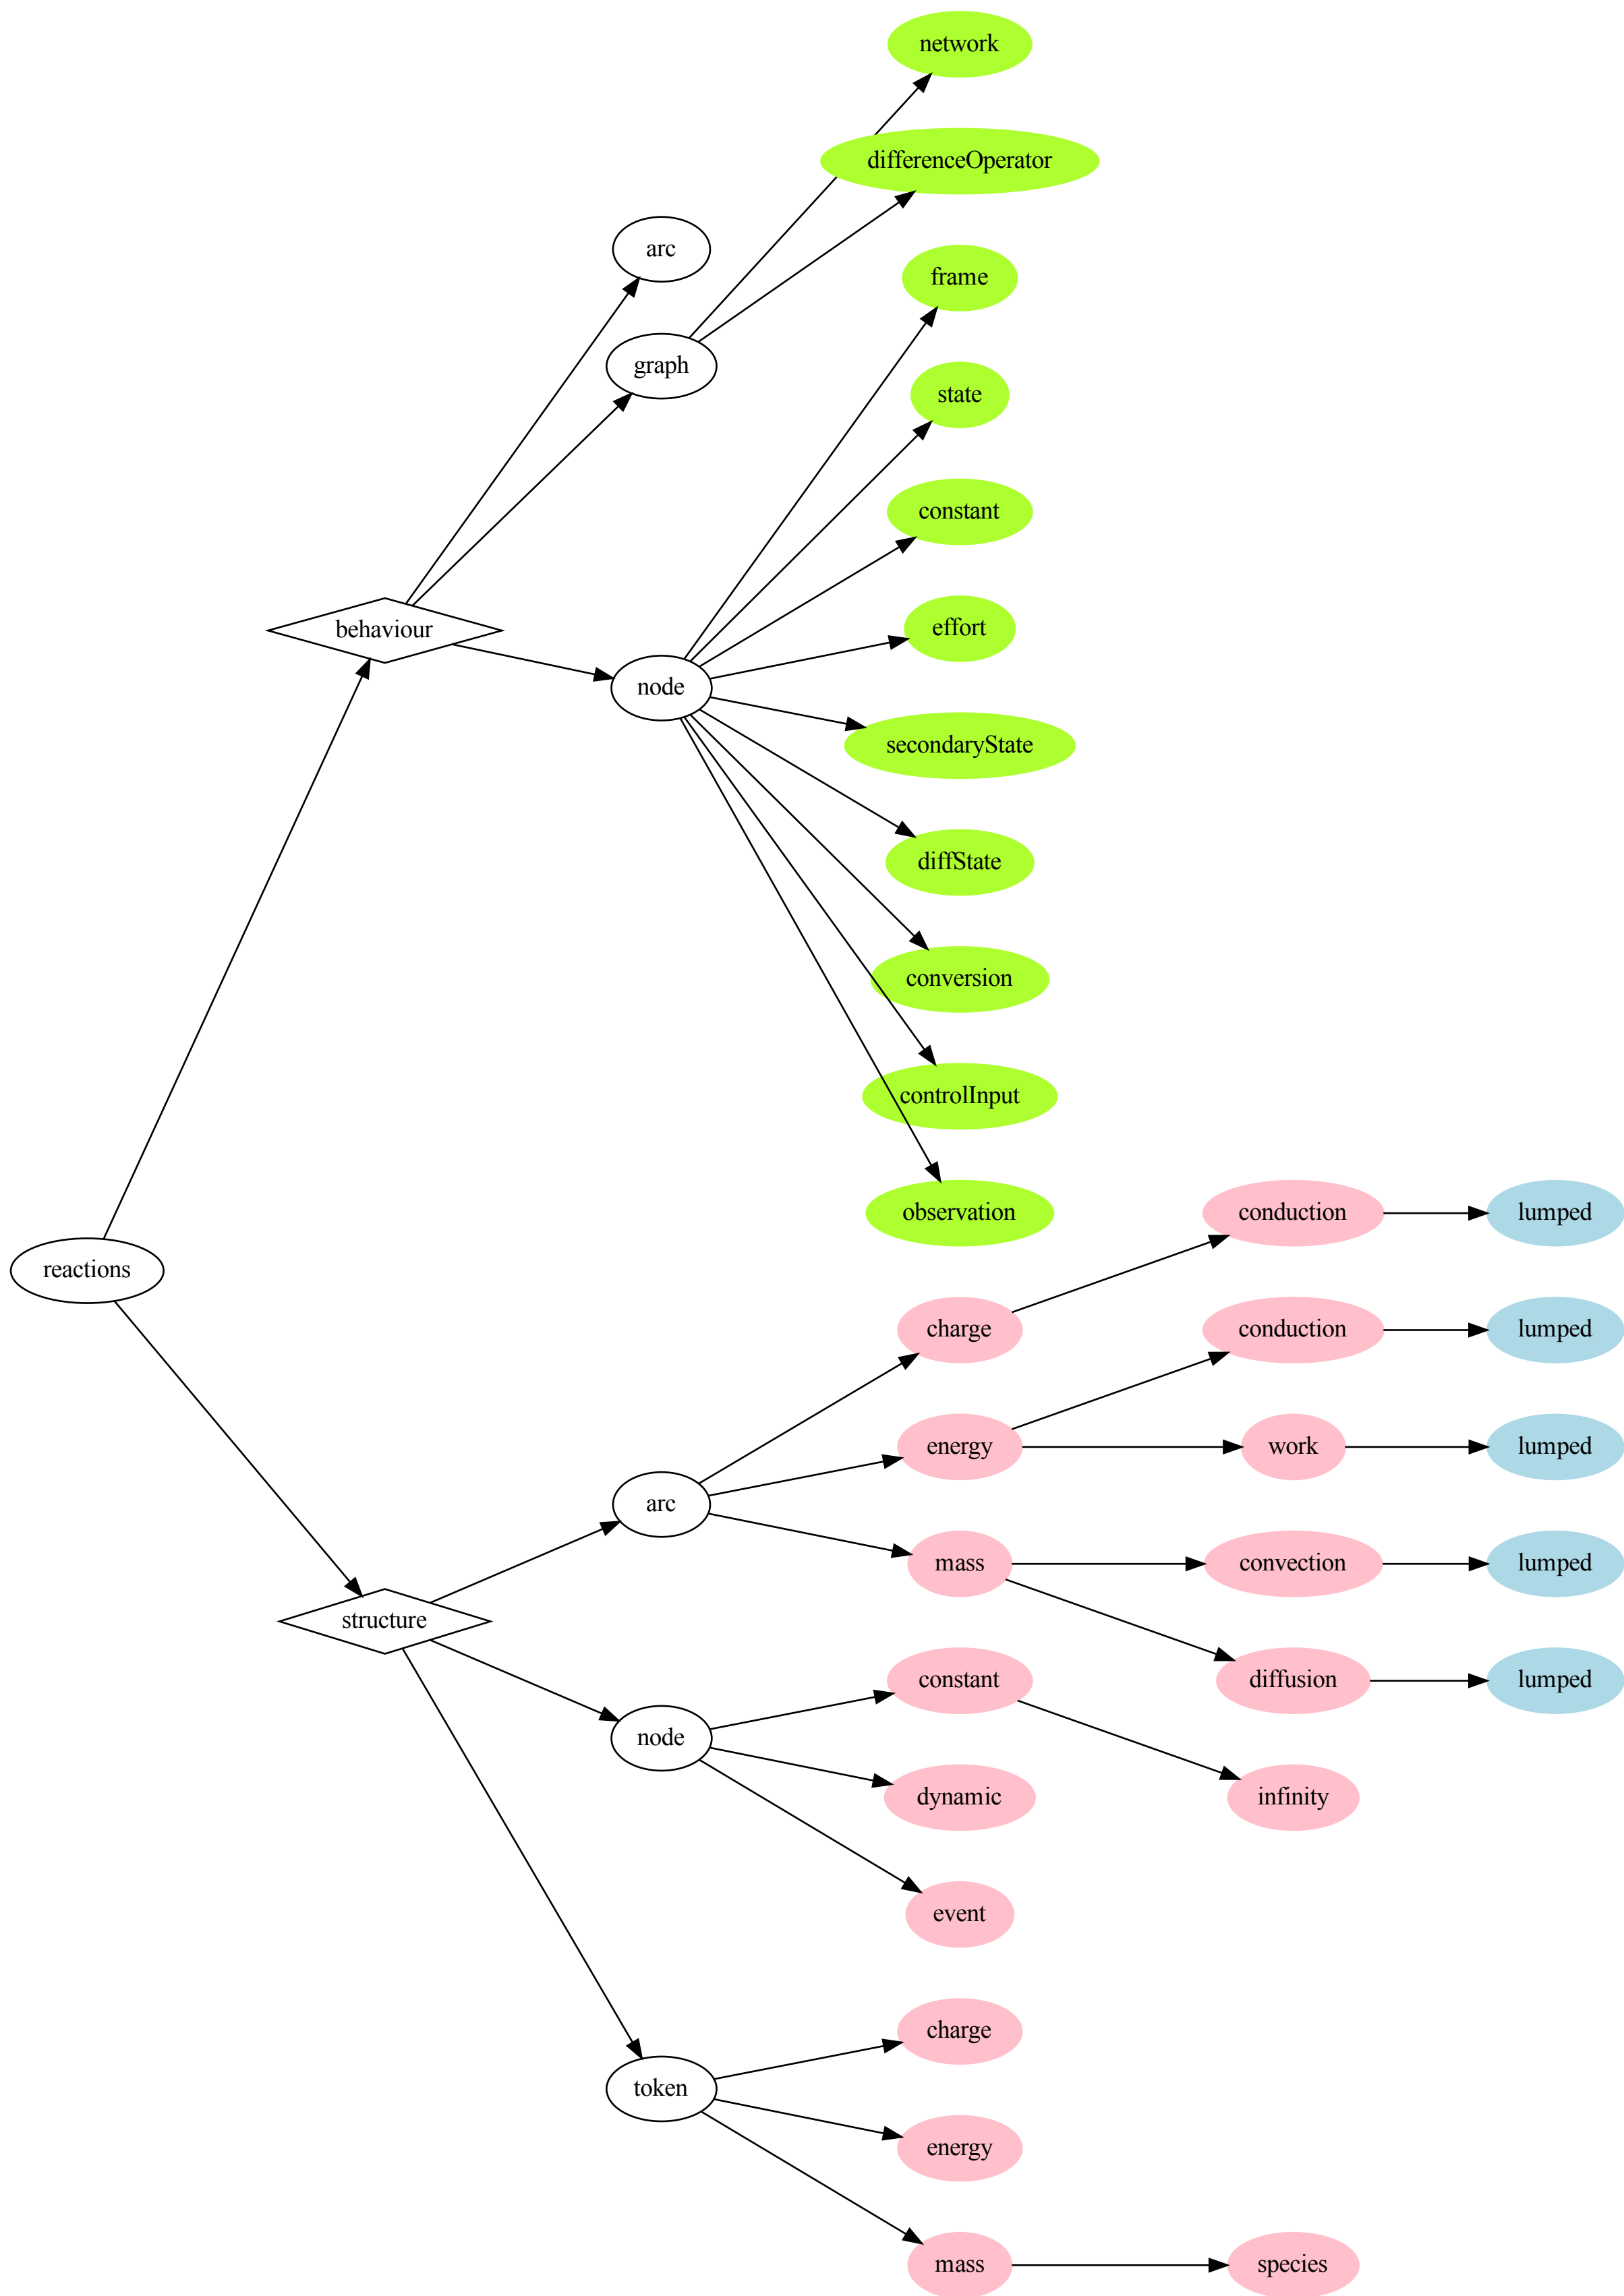 network
differenceOperator
arc
frame
graph
state
constant
behaviour
effort
node
secondaryState
diffState
conversion
controlInput
observation
conduction
lumped
reactions
charge
conduction
lumped
energy
work
lumped
arc
mass
convection
lumped
structure
constant
diffusion
lumped
node
dynamic
infinity
event
charge
token
energy
mass
species